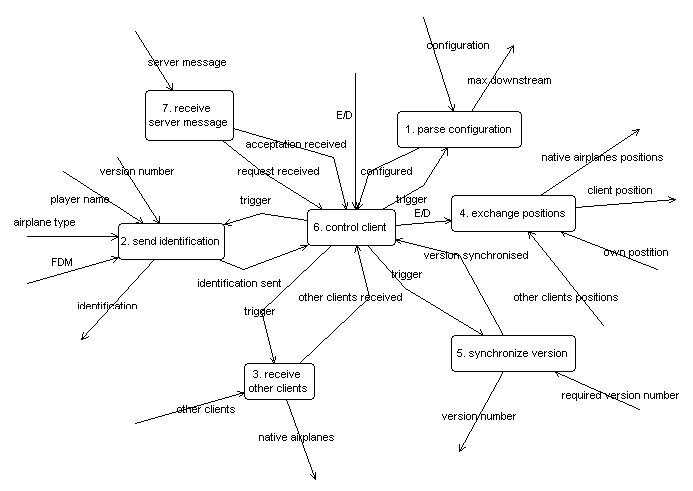 configuration
server message
max downstream
7. receive
server message
E/D
1. parse configuration
acceptation received
native airplanes positions
version number
request received
configured
client position
player name
trigger
trigger
E/D
4. exchange positions
airplane type
2. send identification
6. control client
FDM
version synchronised
own postition
identification sent
trigger
other clients received
other clients positions
identification
trigger
5. synchronize version
3. receive
other clients
required version number
other clients
version number
native airplanes